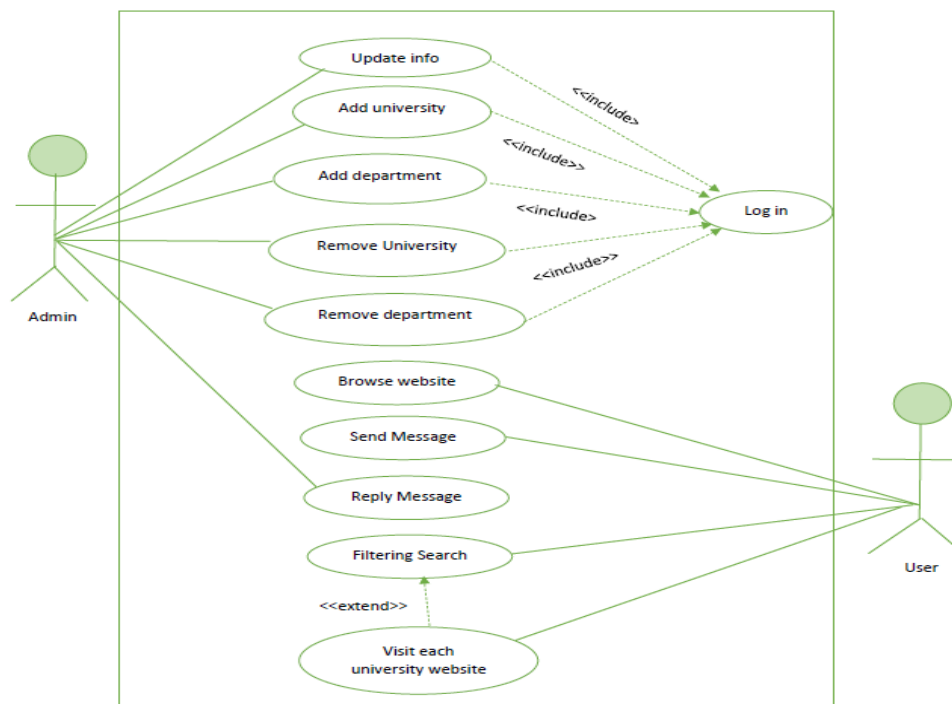 Update info
<<include>
Add university
<<include>>
Add department
<<include>
Log in
Remove University
<<include>>
Admin
Remove department
Browse website
Send Message
Reply Message
Filtering Search
User
<<extend>>
Visit each
university website